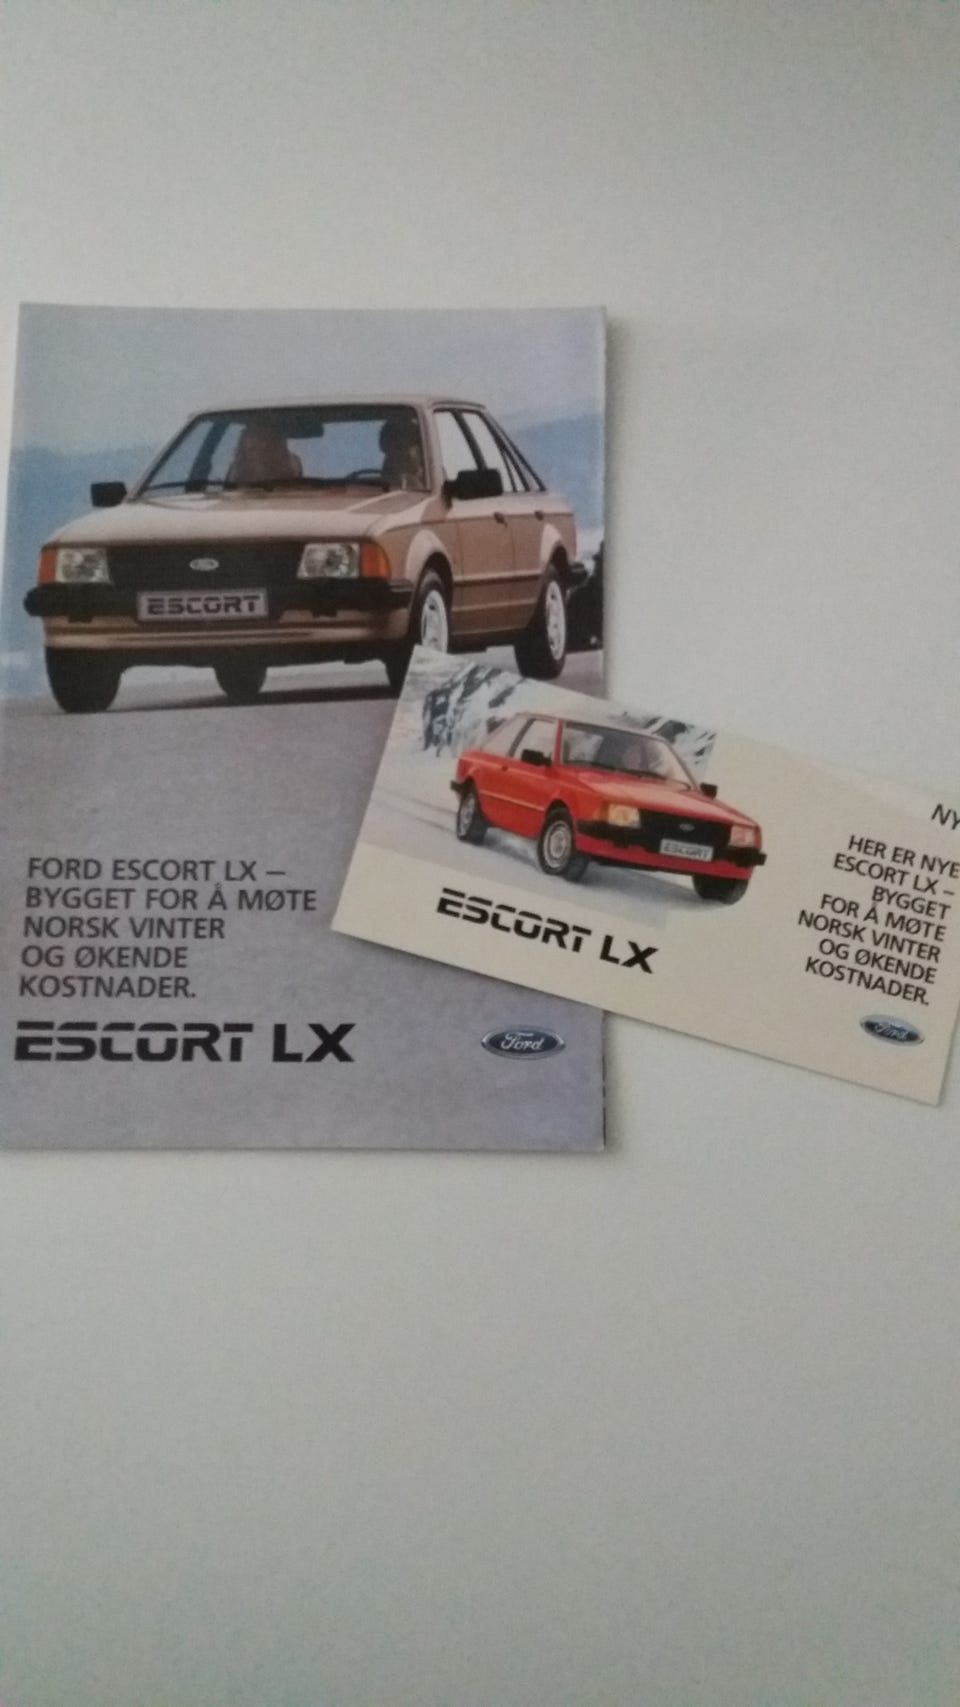 ESCORT
FORD ESCORT LX –
BYGGET FOR Å MØTE
NORSK VINTER
OG ØKENDE
KOSTNADER.
ESCORT LX
Ford
ESCORT
ESCORT LX
NY
HER ER NYE
ESCORT LX –
BYGGET
FOR Å MØTE
NORSK VINTER
OG ØKENDE
KOSTNADER.
Ford